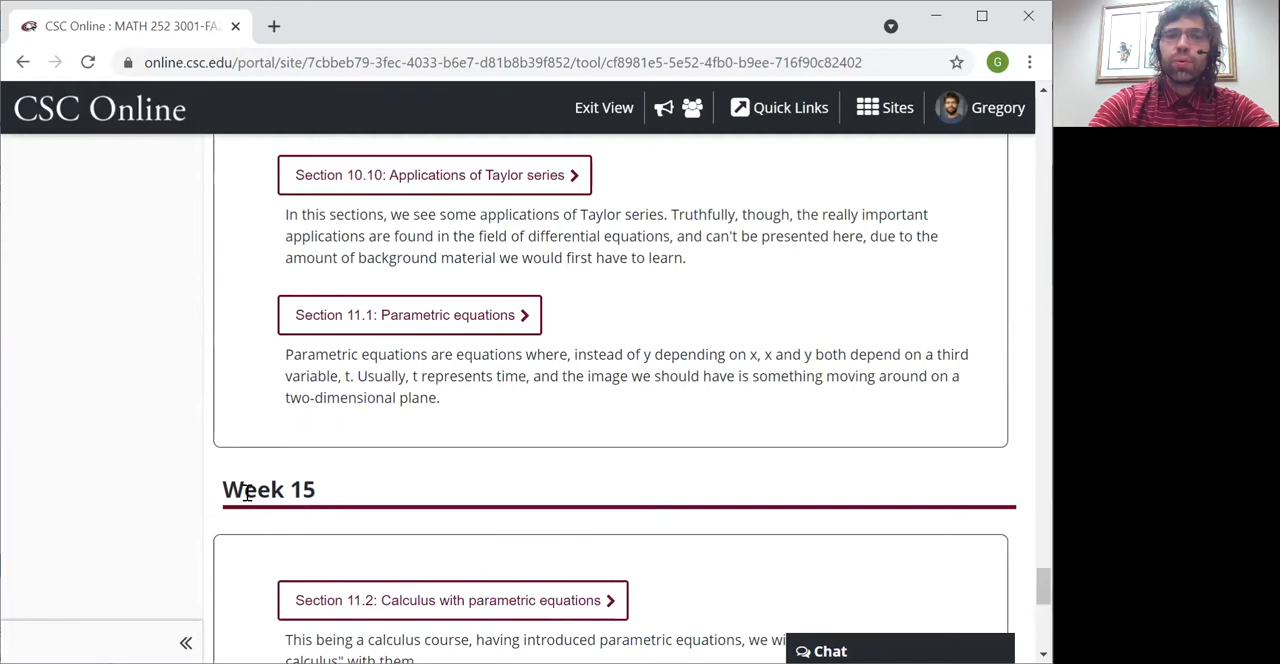 CSC Online : MATH 252 3001-FA
online.csc.edu/portal/site/7cbbeb79-3fec-4033-b6e7-d81b8b39f852/tool/cf8981e5-5e52-4fb0-b9ee-716f90c82402
G
CSC Online
Exit View
Quick Links
Sites
Gregory
Section 10.10: Applications of Taylor series
In this sections, we see some applications of Taylor series. Truthfully, though, the really important
applications are found in the field of differential equations, and can't be presented here, due to the
amount of background material we would first have to learn.
Section 11.1: Parametric equations
Parametric equations are equations where, instead of y depending on x, x and y both depend on a third
variable, t. Usually, t represents time, and the image we should have is something moving around on a
two-dimensional plane.
Week 15
Section 11.2: Calculus with parametric equations
This being a calculus course, having introduced parametric equations, we wi
calculus" with them
Chat